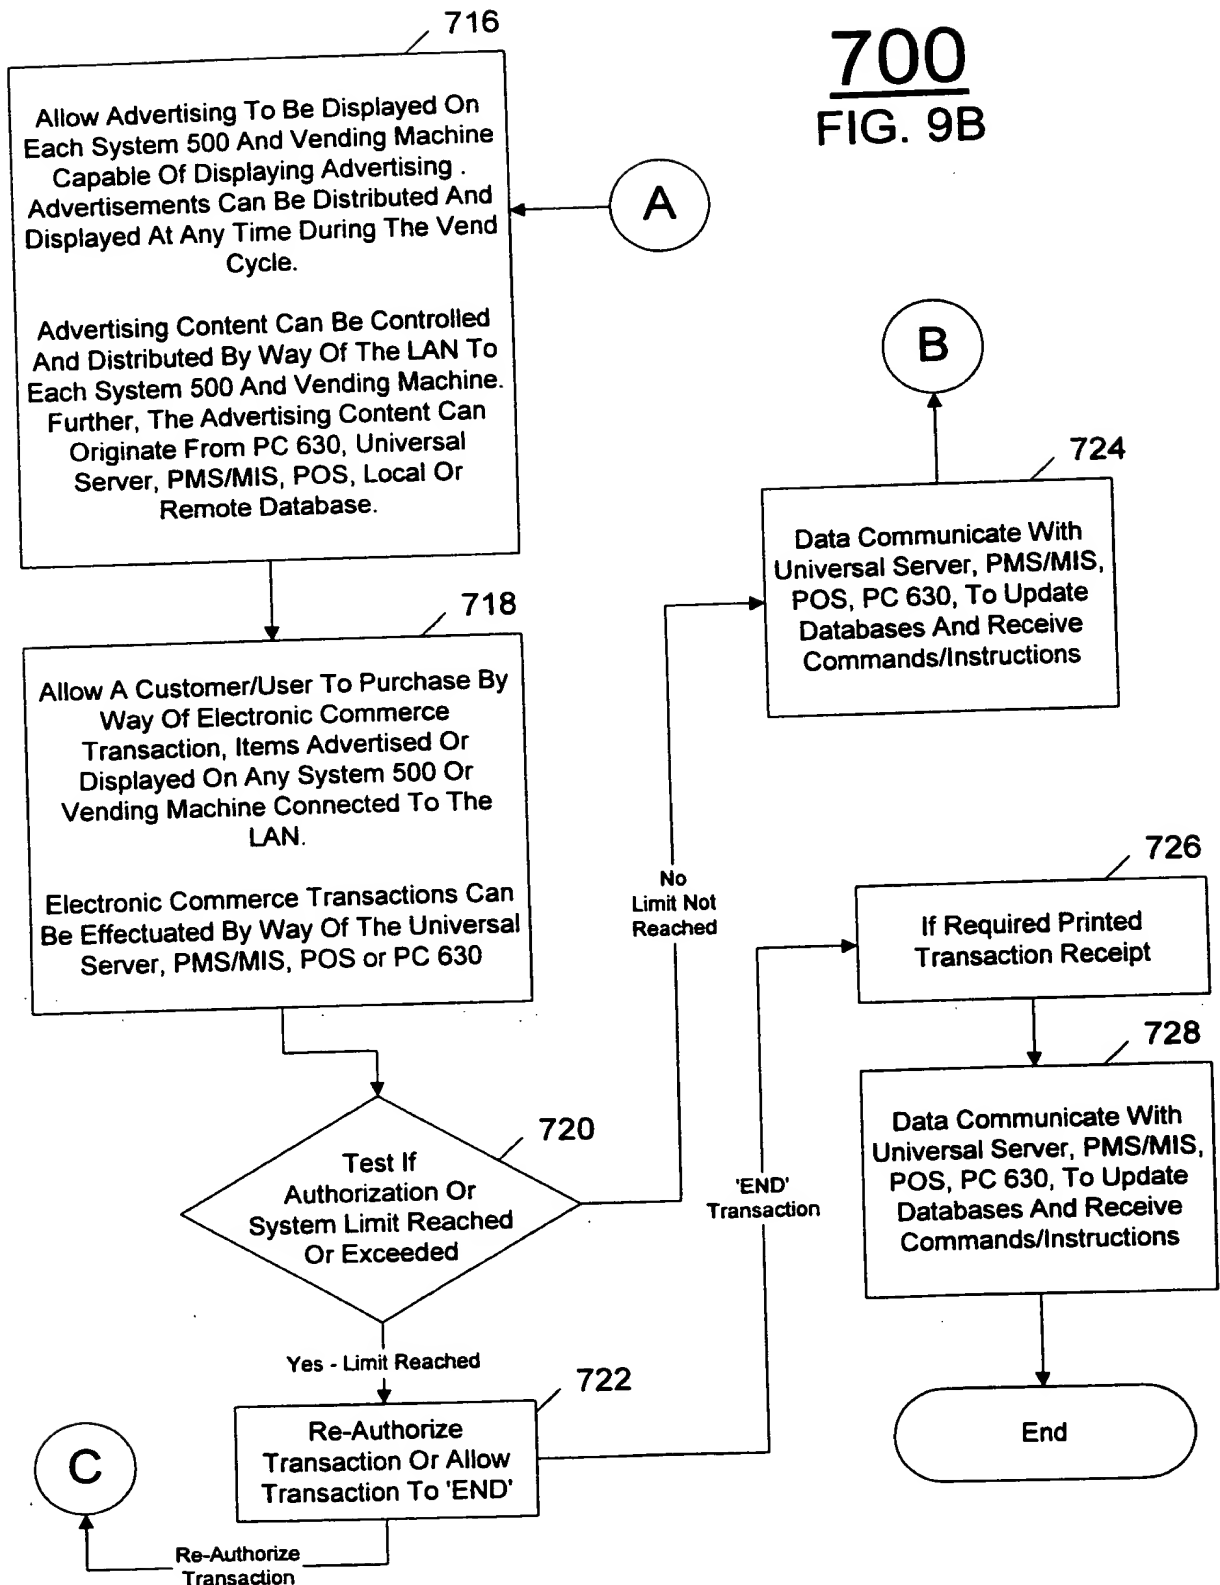 700
FIG. 9B
716
Allow Advertising To Be Displayed On
Each System 500 And Vending Machine
Capable Of Displaying Advertising .
Advertisements Can Be Distributed And
Displayed At Any Time During The Vend
Cycle.
Advertising Content Can Be Controlled
And Distributed By Way Of The LAN To
Each System 500 And Vending Machine.
Further, The Advertising Content Can
Originate From PC 630, Universal
Server, PMS/MIS, POS, Local Or
Remote Database.
A
B
718
Allow A Customer/User To Purchase By
Way Of Electronic Commerce
Transaction, Items Advertised Or
Displayed On Any System 500 Or
Vending Machine Connected To The
LAN.
Electronic Commerce Transactions Can
Be Effectuated By Way Of The Universal
Server, PMS/MIS, POS or PC 630
724
Data Communicate With
Universal Server, PMS/MIS,
POS, PC 630, To Update
Databases And Receive
Commands/Instructions
720
Test If
Authorization Or
System Limit Reached
Or Exceeded
No
Limit Not
Reached
Yes - Limit Reached
722
Re-Authorize
Transaction Or Allow
Transaction To 'END'
'END'
Transaction
726
If Required Printed
Transaction Receipt
728
Data Communicate With
Universal Server, PMS/MIS,
POS, PC 630, To Update
Databases And Receive
Commands/Instructions
End
C
Re-Authorize
Transaction